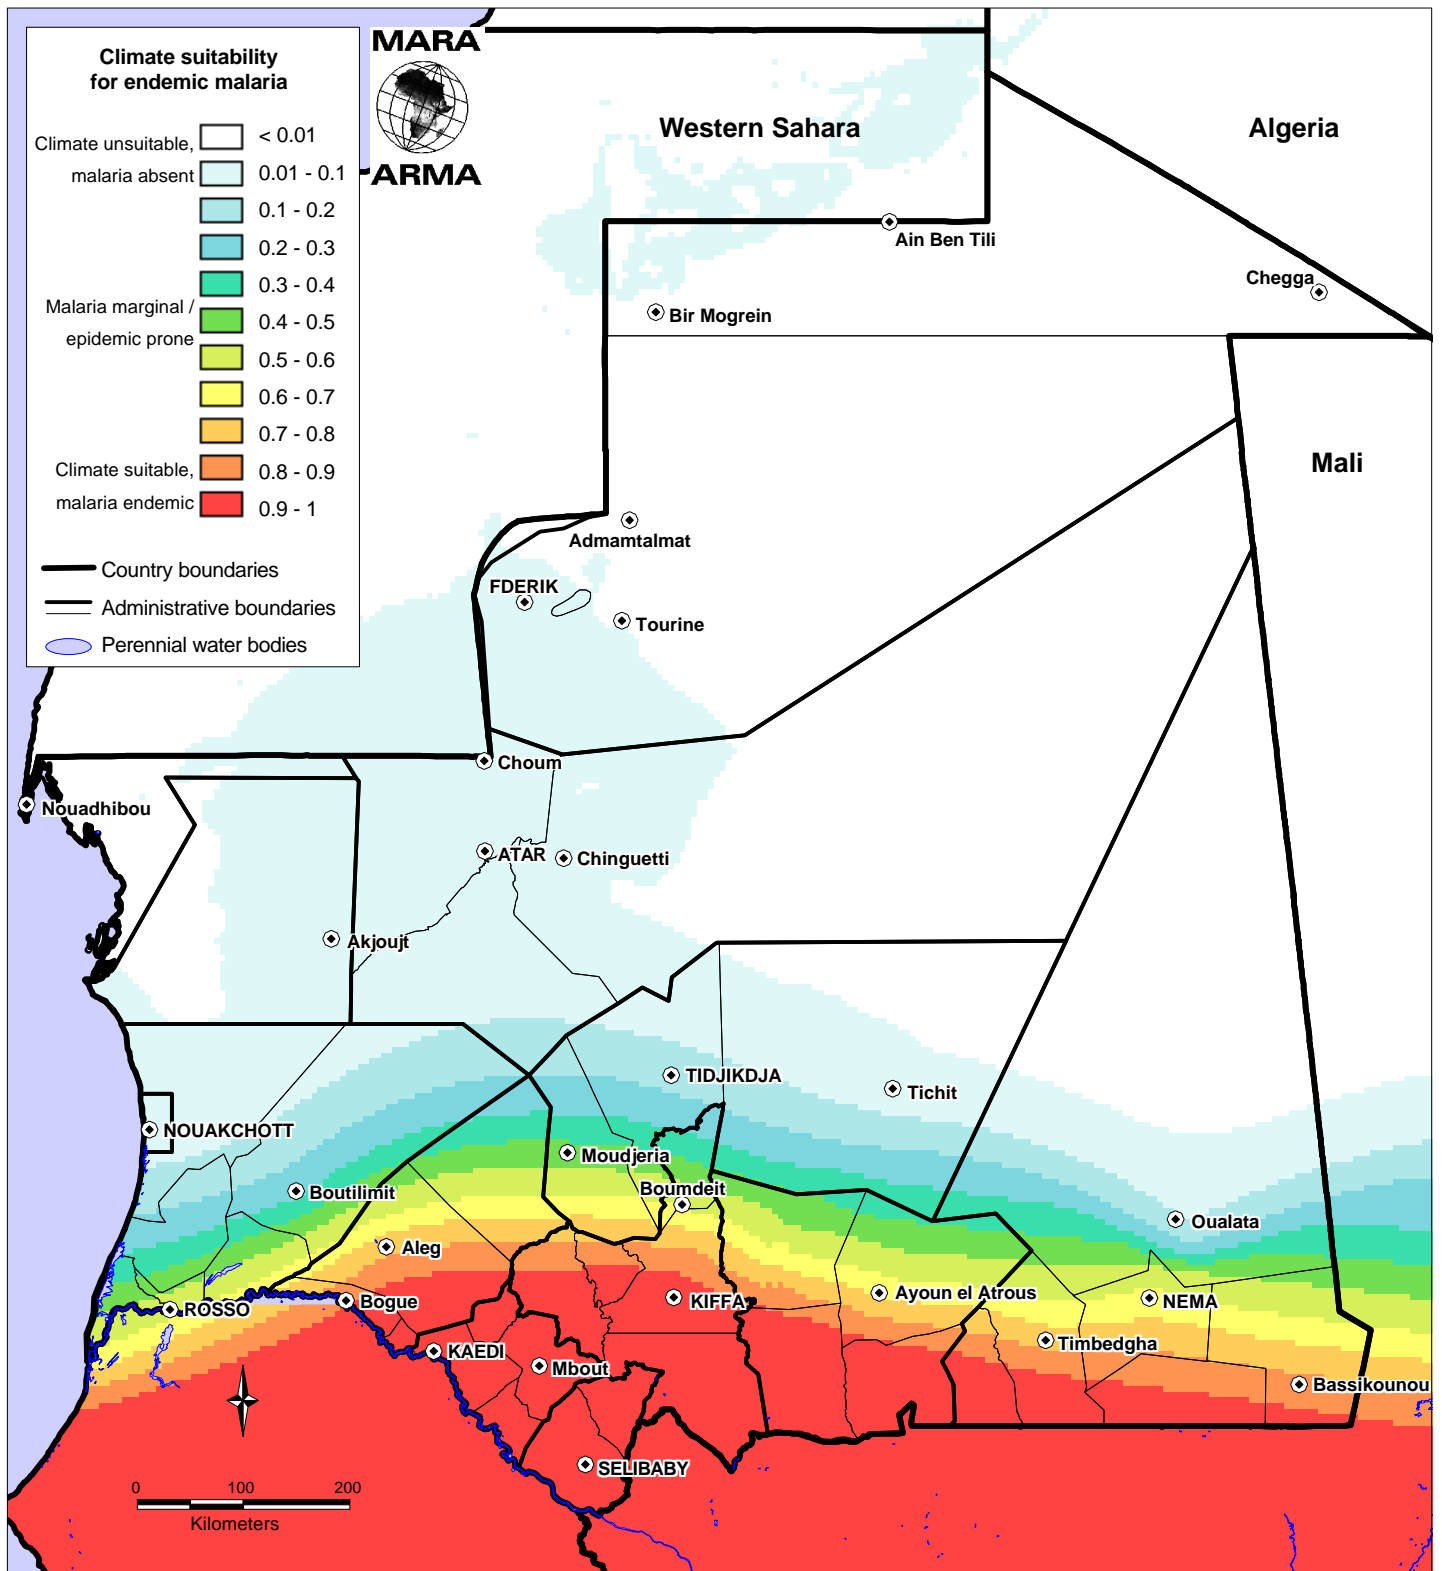 Climate suitability
for endemic malaria
Climate unsuitable,
malaria absent
Malaria marginal /
epidemic prone
Climate suitable,
malaria endemic
< 0.01
0.01 - 0.1
0.1 - 0.2
0.2 - 0.3
0.3 - 0.4
0.4 - 0.5
0.5 - 0.6
0.6 - 0.7
0.7 - 0.8
0.8 - 0.9
0.9 - 1
Country boundaries
Administrative boundaries
Perennial water bodies
MARA
ARMA
Western Sahara
Algeria
Ain Ben Tili
Chegga
Bir Mogrein
Mali
Admamtalmat
FDERIK
Tourine
Choum
Nouadhibou
ATAR
Chinguetti
Akjoujt
TIDJIKDJA
Tichit
NOUAKCHOTT
Moudjeria
Boutilimit
Boumdeit
Oualata
Aleg
Ayoun el Atrous
NEMA
Bogue
KIFFA
ROSSO
Timbedgha
KAEDI
Mbout
Bassikounou
SELIBABY
0 100 200
Kilometers